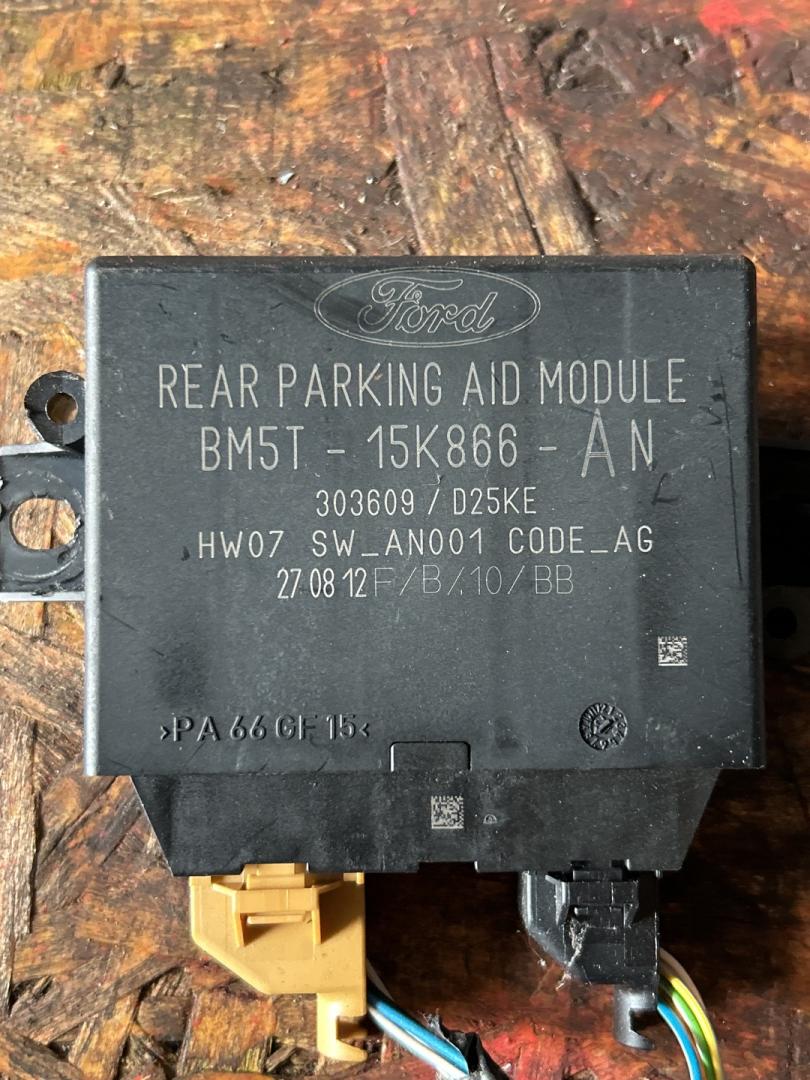 Ford
REAR PARKING AID MODULE
BM5T - 15K866 - AN
303609 / D25KE
HW07 SW_AN001 CODE_AG
27 08 12 F/B/10/BB
>PA 66 GF 15<